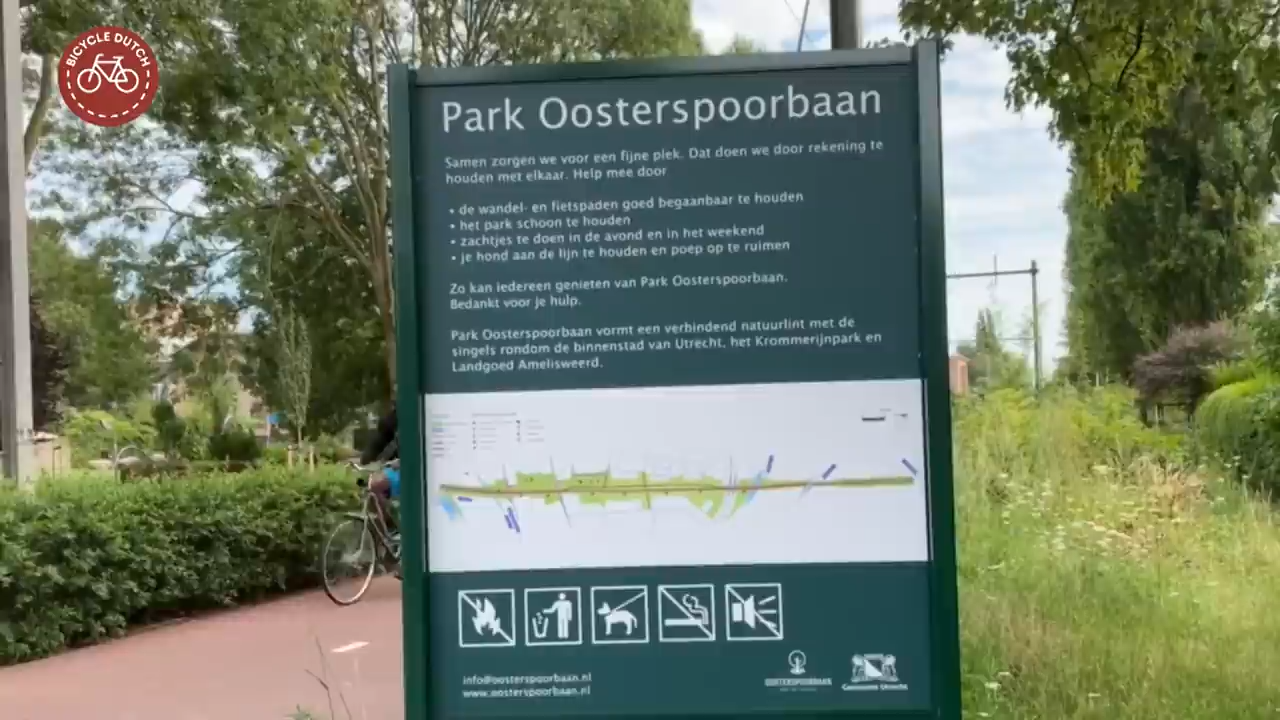 BICYCLE DUTCH
Park Oosterspoorbaan
Samen zorgen we voor een fijne plek. Dat doen we door rekening te
houden met elkaar. Help mee door
• de wandel- en fietspaden goed begaanbaar te houden
• het park schoon te houden
• zachtjes te doen in de avond en in het weekend
• je hond aan de lijn te houden en poep op te ruimen
Zo kan iedereen genieten van Park Oosterspoorbaan.
Bedankt voor je hulp.
Park Oosterspoorbaan vormt een verbindend natuurlint met de
singels rondom de binnenstad van Utrecht, het Krommerijnpark en
Landgoed Amelisweerd.
info@oosterspoorbaan.nl
www.oosterspoorbaan.nl
OOSTERSPOORBAAN
Gemeente Utrecht